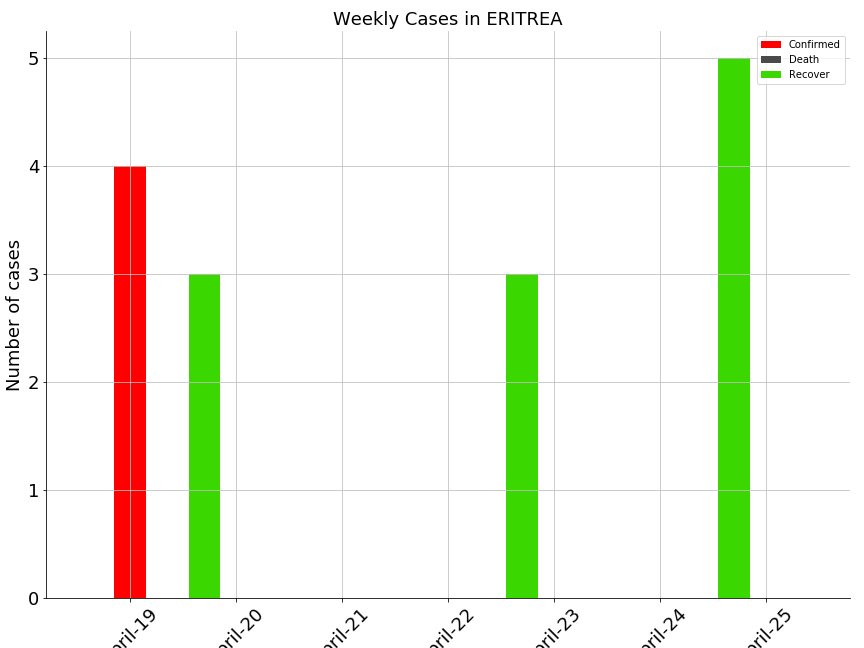 Weekly Cases in ERITREA
Confirmed
Death
Recover
Number of cases
5
4
3
2
1
0
pril-19
pril-20
pril-21
pril-22
pril-23
pril-24
pril-25